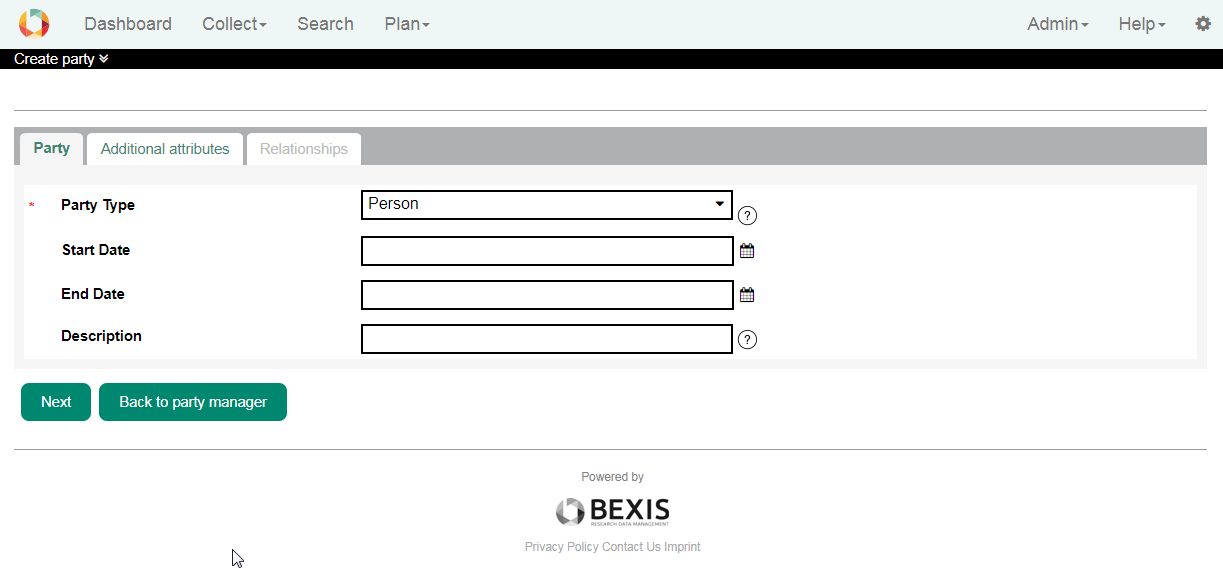 Dashboard Collect Search Plan Admin Help
Create party
Party Additional attributes Relationships
* Party Type Person ?
Start Date
End Date
Description ?
Next Back to party manager
Powered by
BEXIS
RESEARCH DATA MANAGEMENT
Privacy Policy Contact Us Imprint